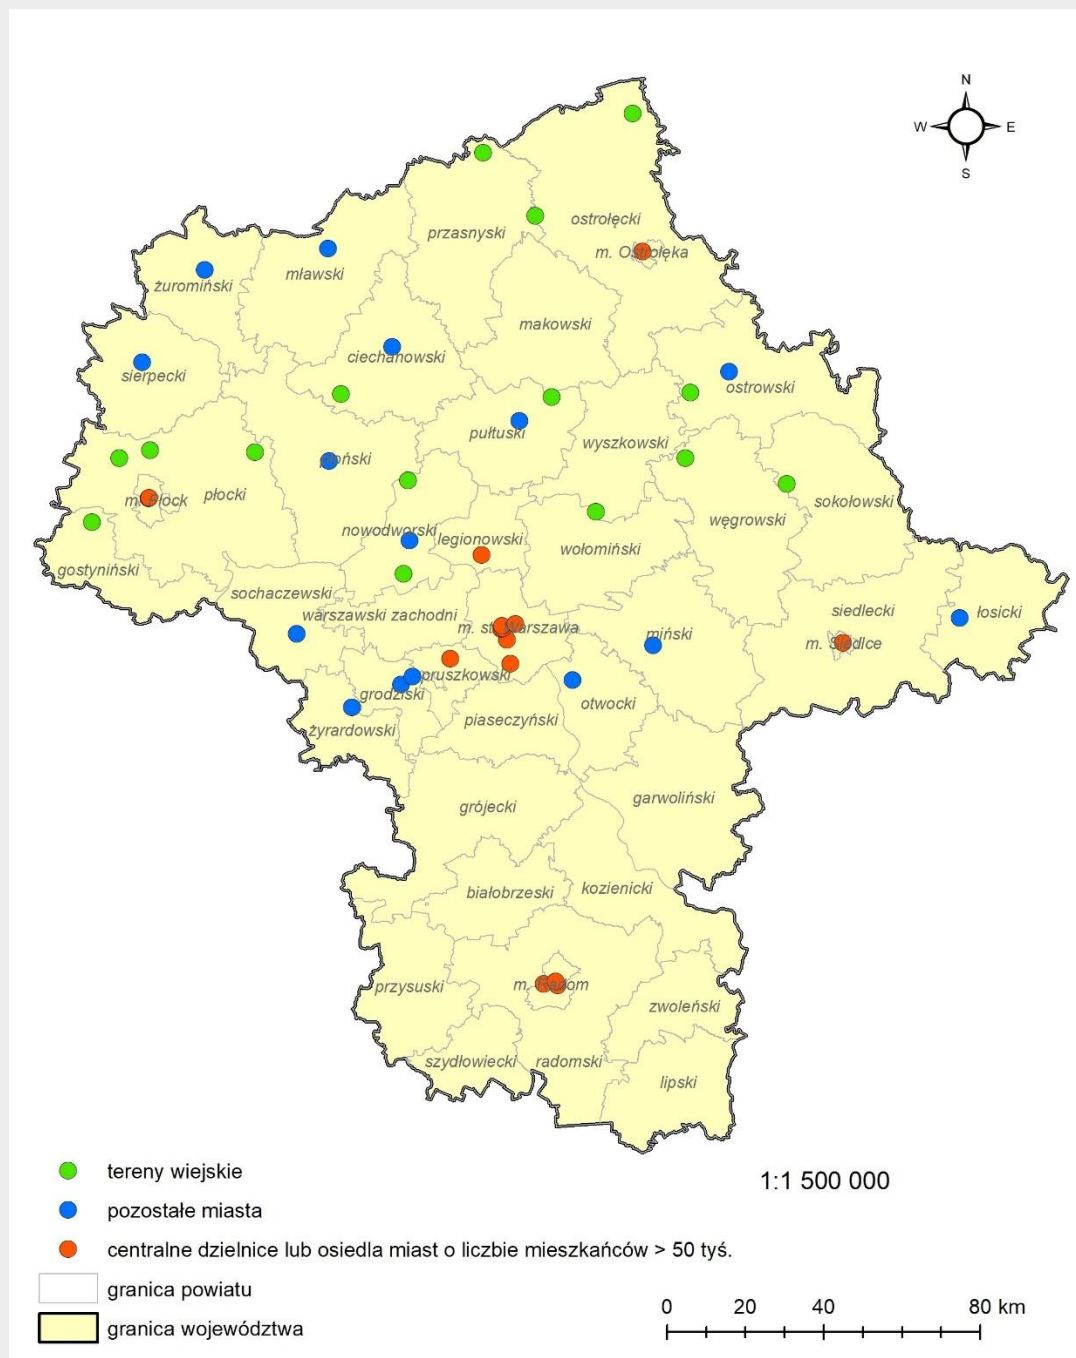 N
W E
S
ostrołęcki
przasnyski
m. Ostrołęka
mławski
żuromiński
makowski
ciechanowski
sierpecki
ostrowski
pułtuski
wyszkowski
płoński
płocki
m. Płock
sokołowski
węgrowski
nowodworski
legionowski
wołomiński
gostyniński
sochaczewski
warszawski zachodni
siedlecki
łosicki
m. st. Warszawa
miński
m. Siedlce
pruszkowski
grodziski
otwocki
piaseczyński
żyrardowski
garwoliński
grójecki
kozienicki
białobrzeski
przysuski
m. Radom
zwoleński
szydłowiecki
radomski
lipski
tereny wiejskie
1:1 500 000
pozostałe miasta
centralne dzielnice lub osiedla miast o liczbie mieszkańców > 50 tyś.
granica powiatu
0 20 40 80 km
granica województwa